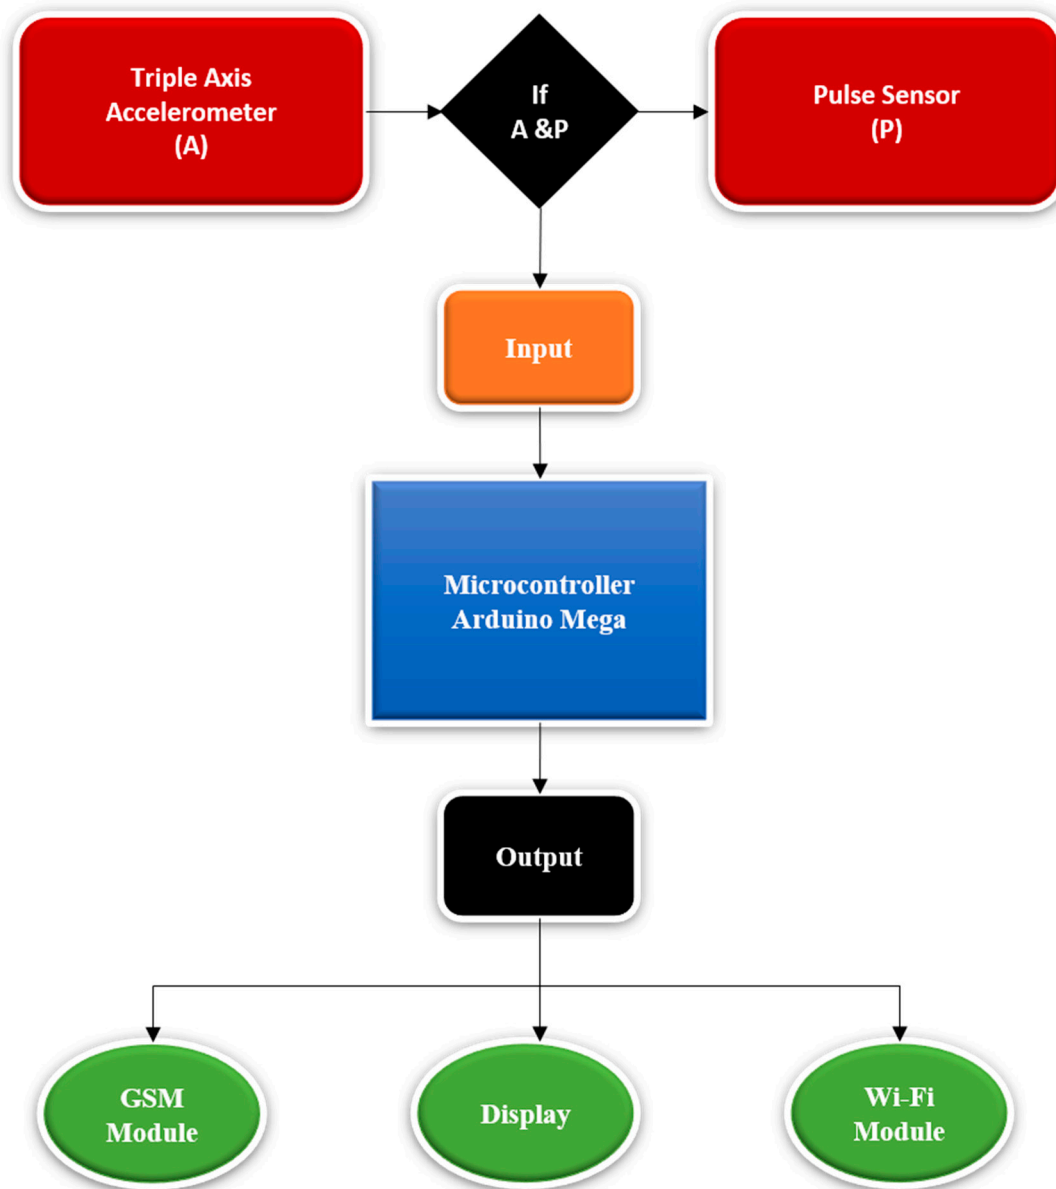 Triple Axis
Accelerometer
(A)
If
A &P
Pulse Sensor
(P)
Input
Microcontroller
Arduino Mega
Output
GSM
Module
Display
Wi-Fi
Module